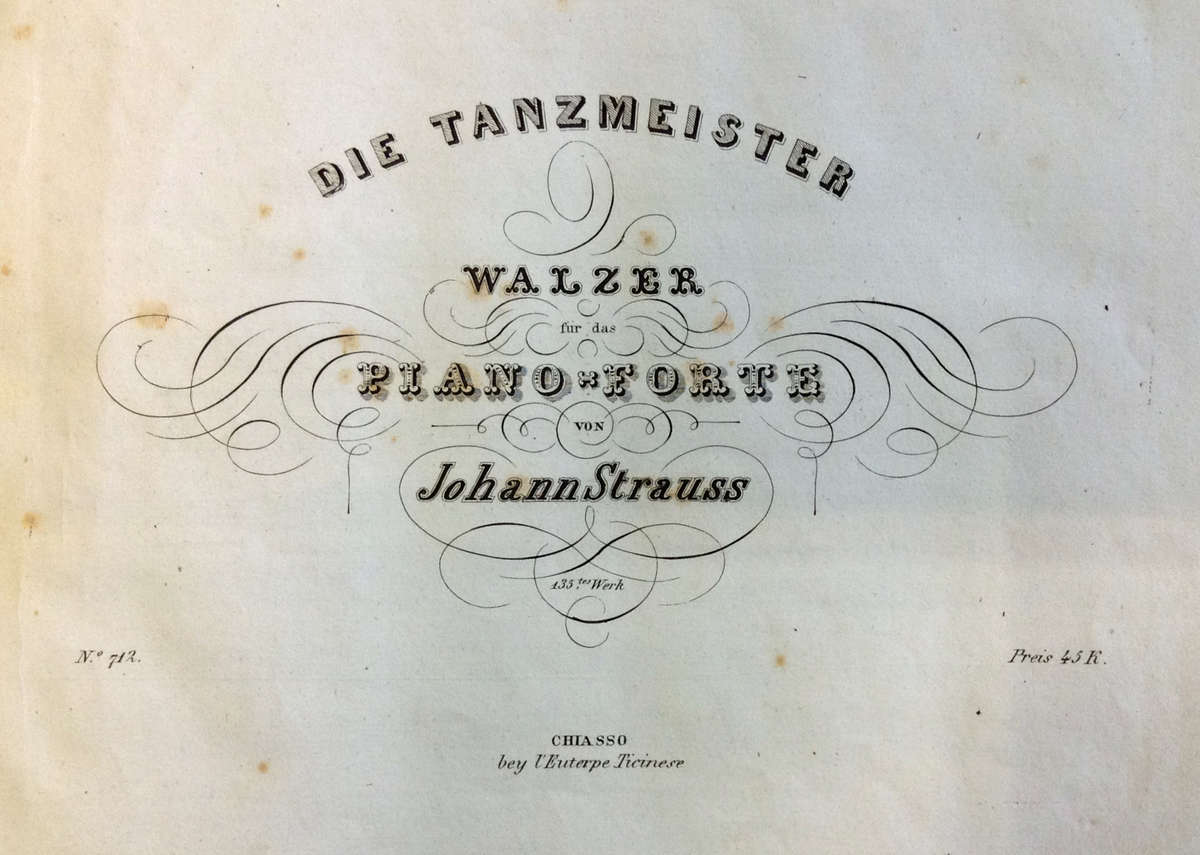 DIE TANZMEISTER
WALZER
für das
PIANO-FORTE
VON
Johann Strauss
135.tes Werk
N.o 712.
Preis 45 K.
CHIASSO
bey l'Euterpe Ticinese